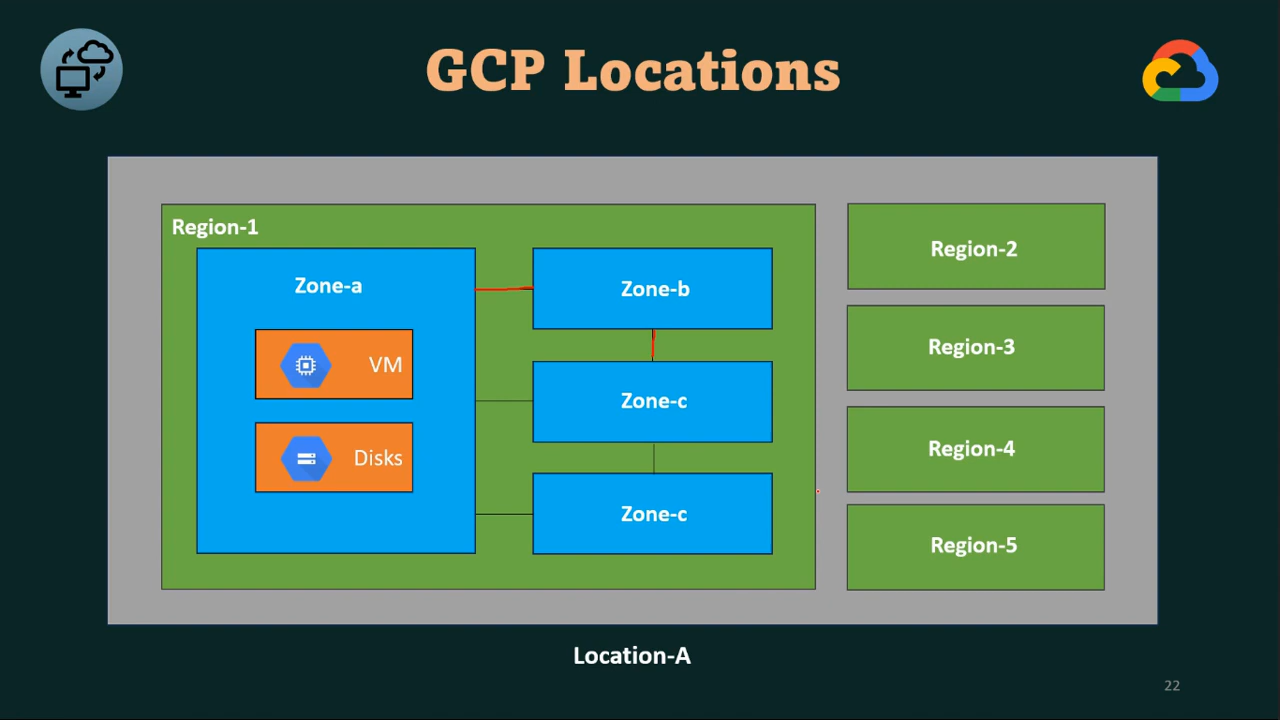 GCP Locations
Region-1
Zone-a
VM
Disks
Zone-b
Zone-c
Zone-c
Region-2
Region-3
Region-4
Region-5
Location-A
22